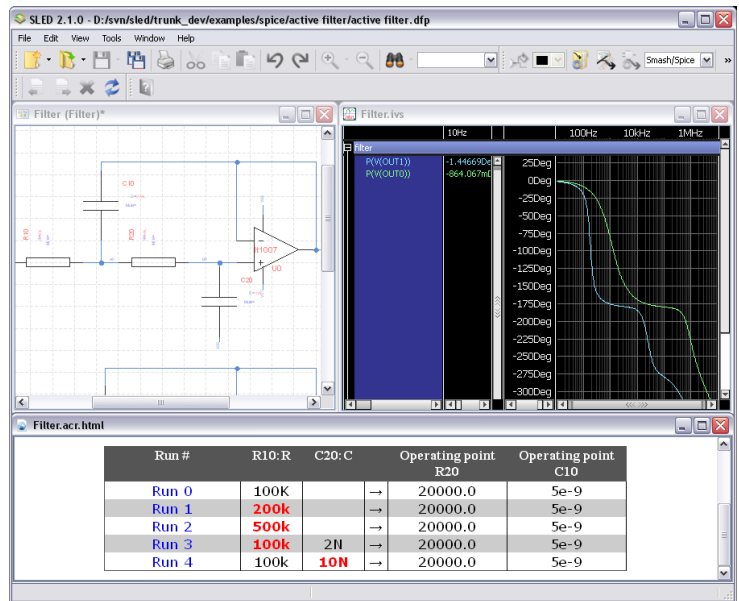 SLED 2.1.0 - D:/svn/sled/trunk_dev/examples/spice/active filter/active filter.dfp
File Edit View Tools Window Help
Smash/Spice
Filter (Filter)*
C10
R10
R20
lt1007
U0
C20
Filter.ivs
10Hz 100Hz 10kHz 1MHz
Filter
P(V(OUT1)) -1.44669De
P(V(OUT0)) -864.067mD
25Deg
0Deg
-25Deg
-50Deg
-75Deg
-100Deg
-125Deg
-150Deg
-175Deg
-200Deg
-225Deg
-250Deg
-275Deg
-300Deg
Filter.acr.html
Run # R10:R C20:C Operating point R20 Operating point C10
Run 0 100K → 20000.0 5e-9
Run 1 200k → 20000.0 5e-9
Run 2 500k → 20000.0 5e-9
Run 3 100k 2N → 20000.0 5e-9
Run 4 100k 10N → 20000.0 5e-9